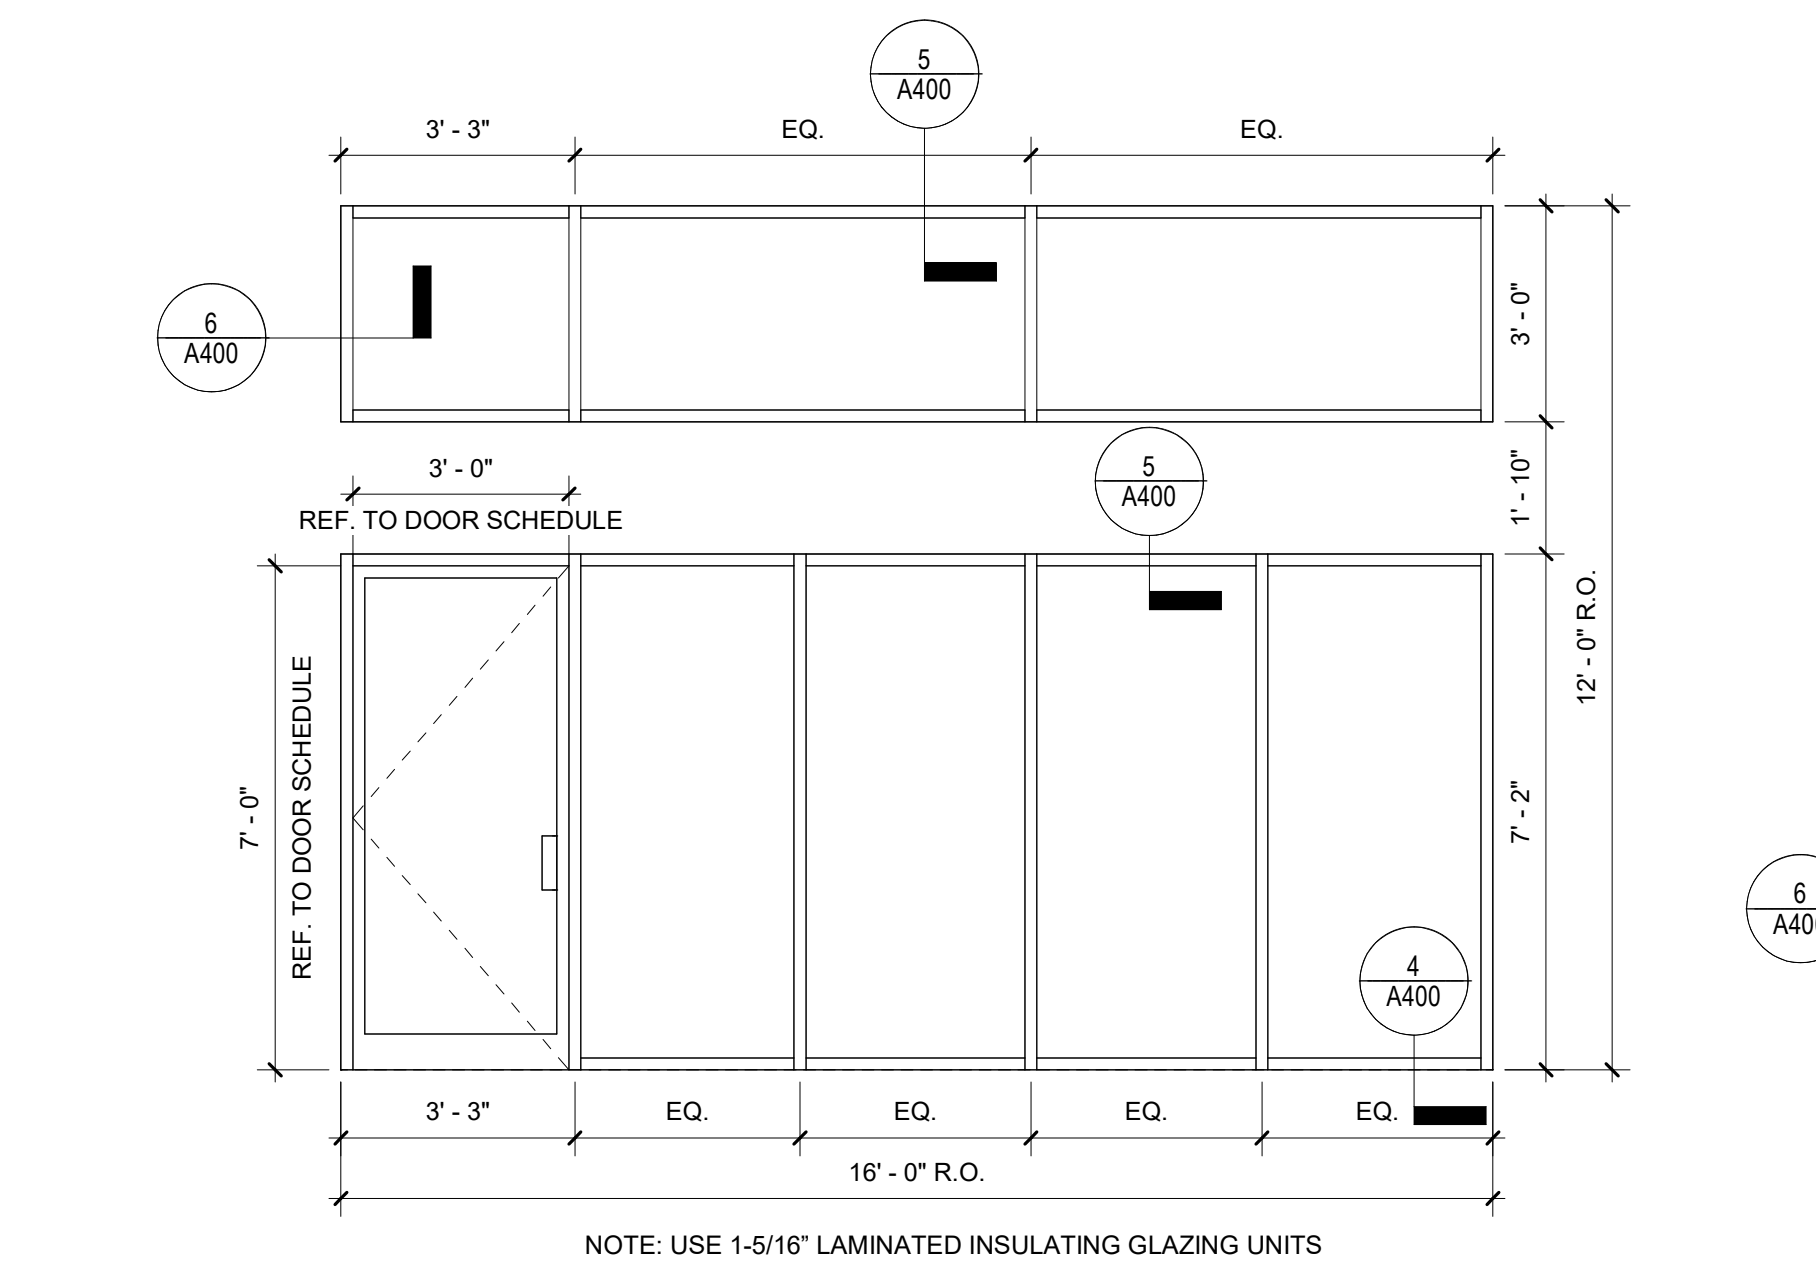 5
A400
3' - 3"
EQ.
EQ.
6
A400
3' - 0"
3' - 0"
REF. TO DOOR SCHEDULE
5
A400
1' - 10"
12' - 0" R.O.
7' - 0"
REF. TO DOOR SCHEDULE
7' - 2"
6
A400
4
A400
3' - 3"
EQ.
EQ.
EQ.
EQ.
16' - 0" R.O.
NOTE: USE 1-5/16” LAMINATED INSULATING GLAZING UNITS